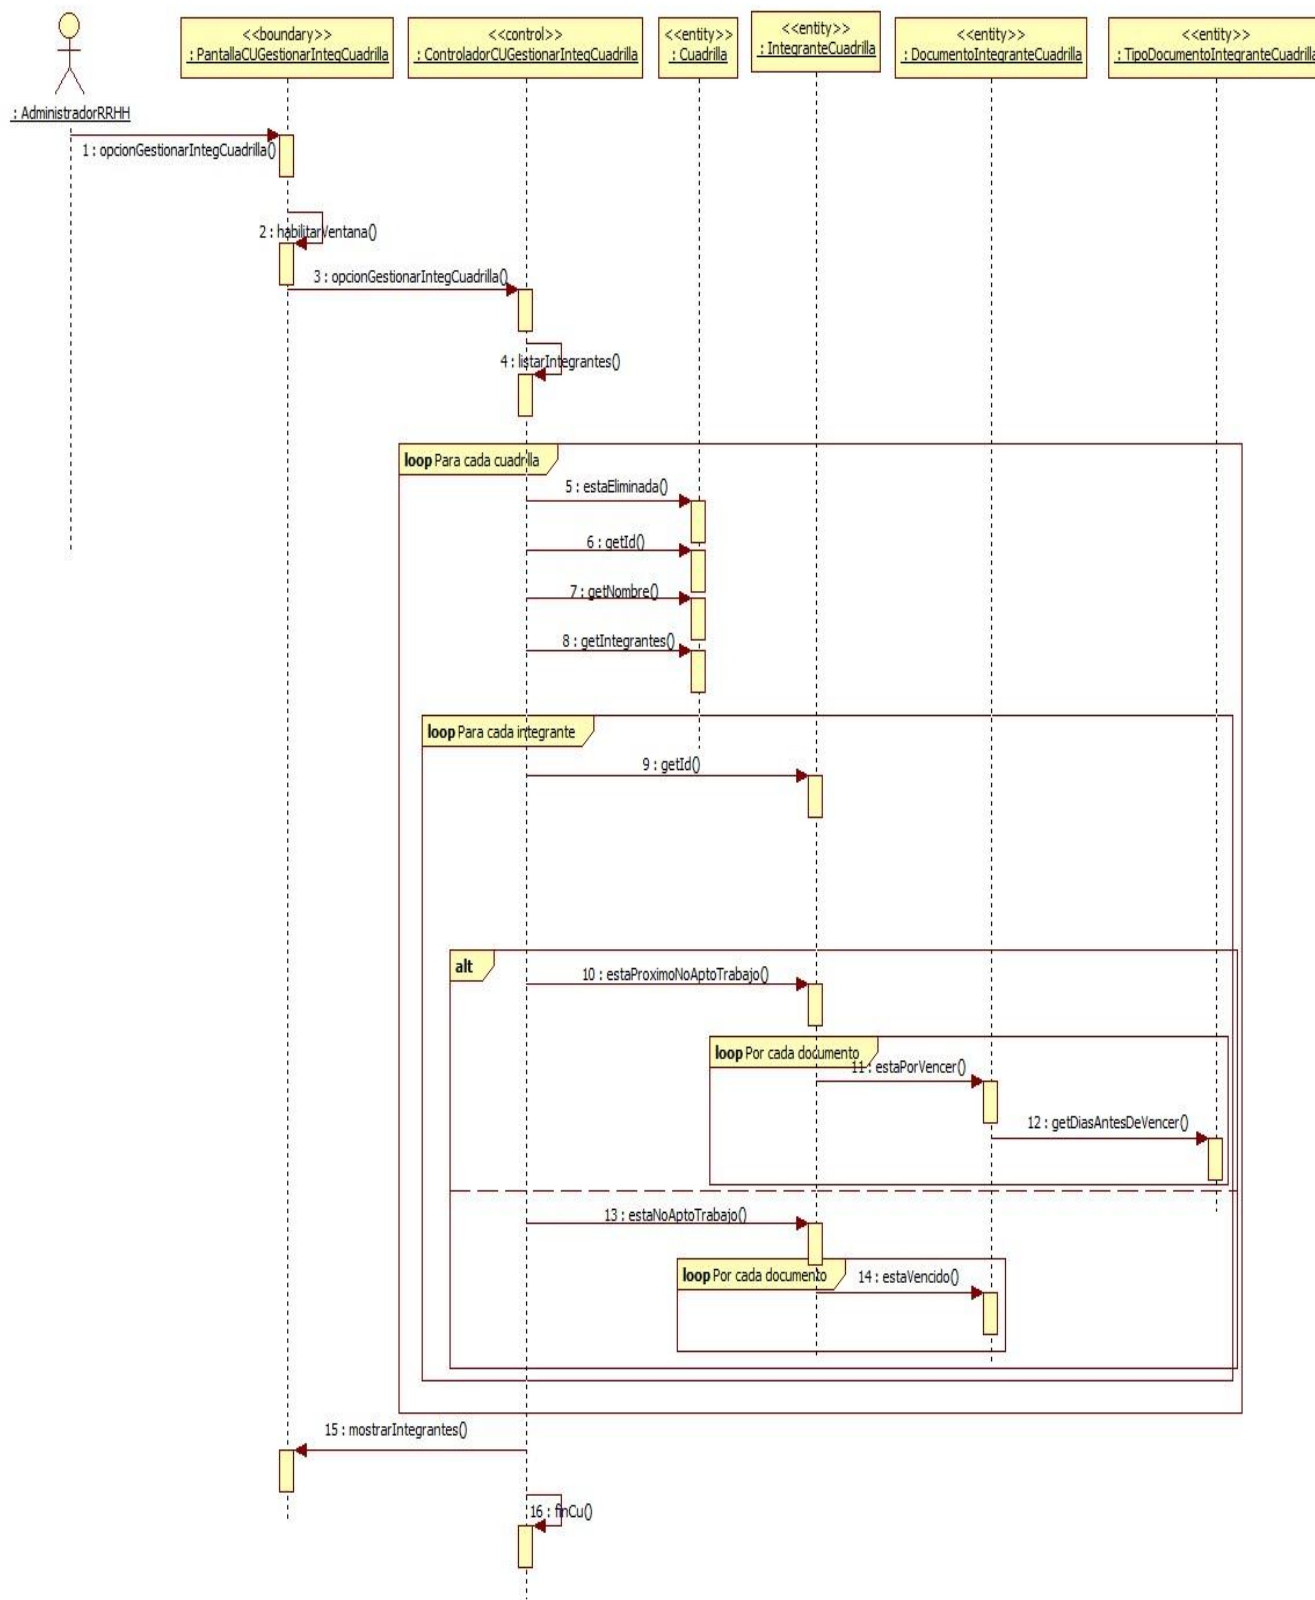 <<boundary>>
: PantallaCUGestionarInteqCuadrilla
<<control>>
: ControladorCUGestionarInteqCuadrilla
<<entity>>
: Cuadrilla
<<entity>>
: IntegranteCuadrilla
<<entity>>
: DocumentoIntegranteCuadrilla
<<entity>>
: TipoDocumentoIntegranteCuadrilla
: AdministradorRRHH
1 : opcionGestionarIntegCuadrilla()
2 : habilitarVentana()
3 : opcionGestionarIntegCuadrilla()
4 : listarIntegrantes()
loop Para cada cuadrilla
5 : estaEliminada()
6 : getId()
7 : getNombre()
8 : getIntegrantes()
loop Para cada integrante
9 : getId()
alt
10 : estaProximoNoAptoTrabajo()
loop Por cada documento
11 : estaPorVencer()
12 : getDiasAntesDeVencer()
13 : estaNoAptoTrabajo()
loop Por cada documento
14 : estaVencido()
15 : mostrarIntegrantes()
16 : finCu()